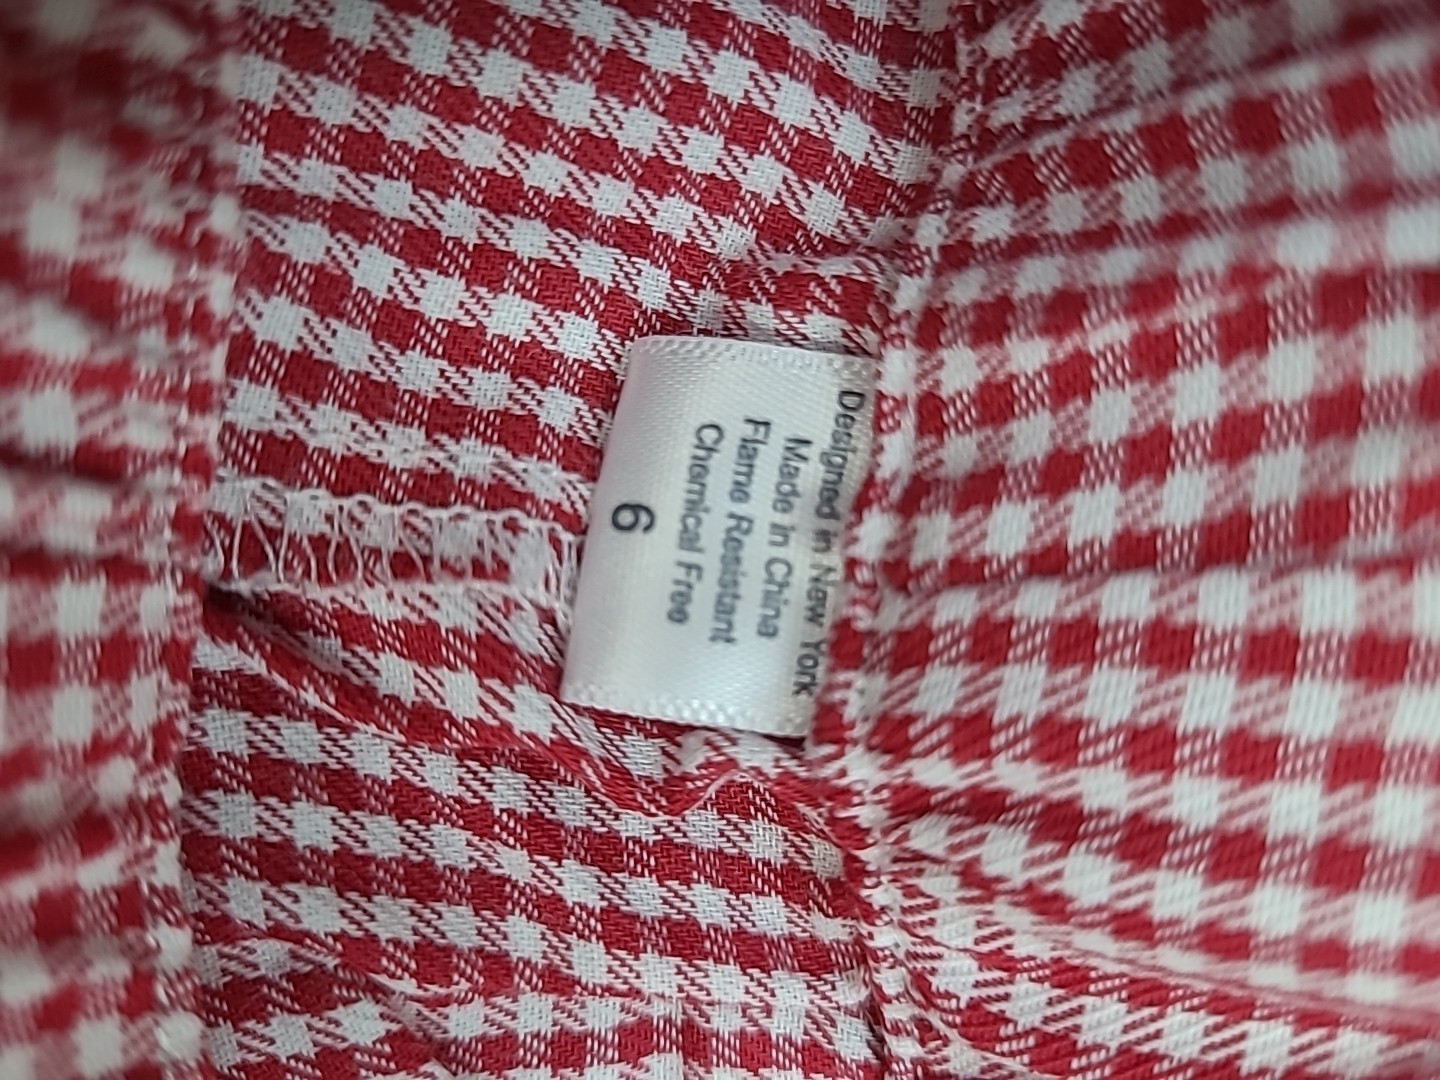 Designed in New York
Made in China
Flame Resistant
Chemical Free
6